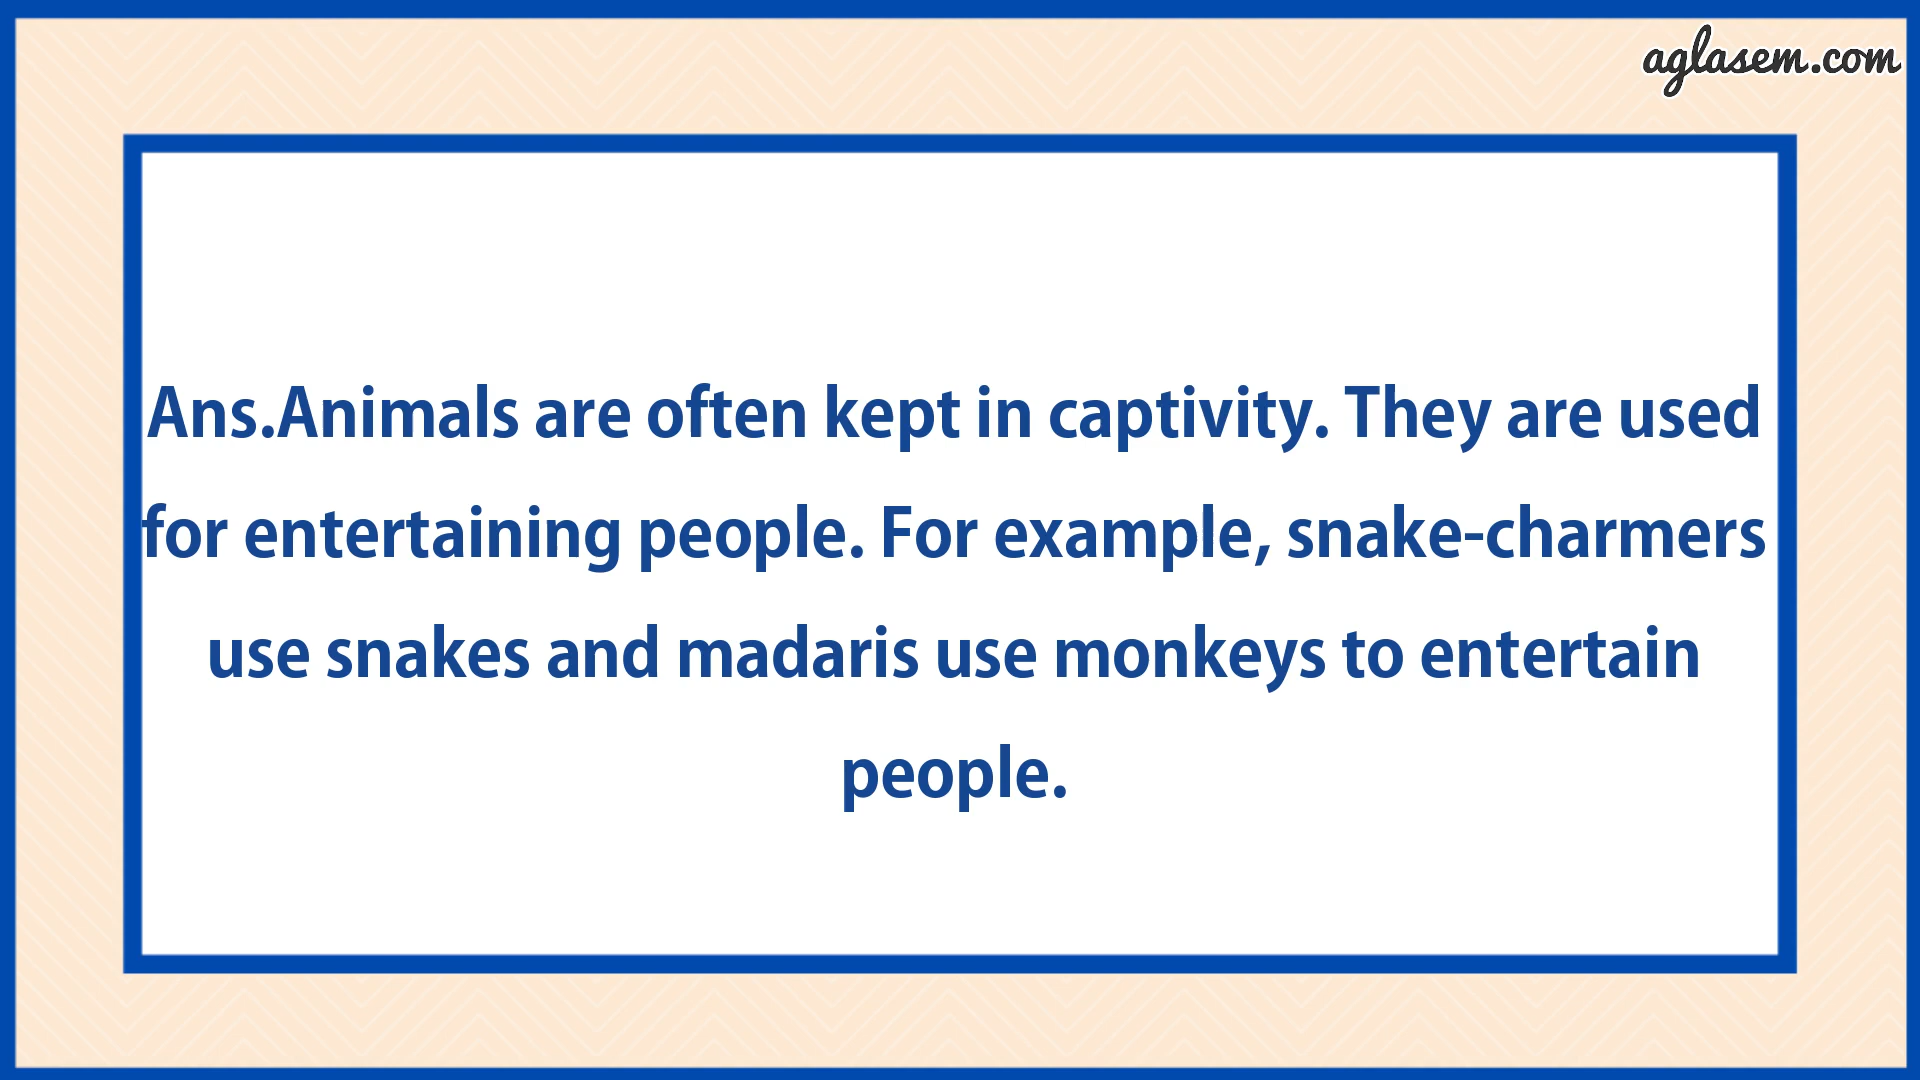 aglasem.com
Ans.Animals are often kept in captivity. They are used
for entertaining people. For example, snake-charmers
use snakes and madaris use monkeys to entertain
people.